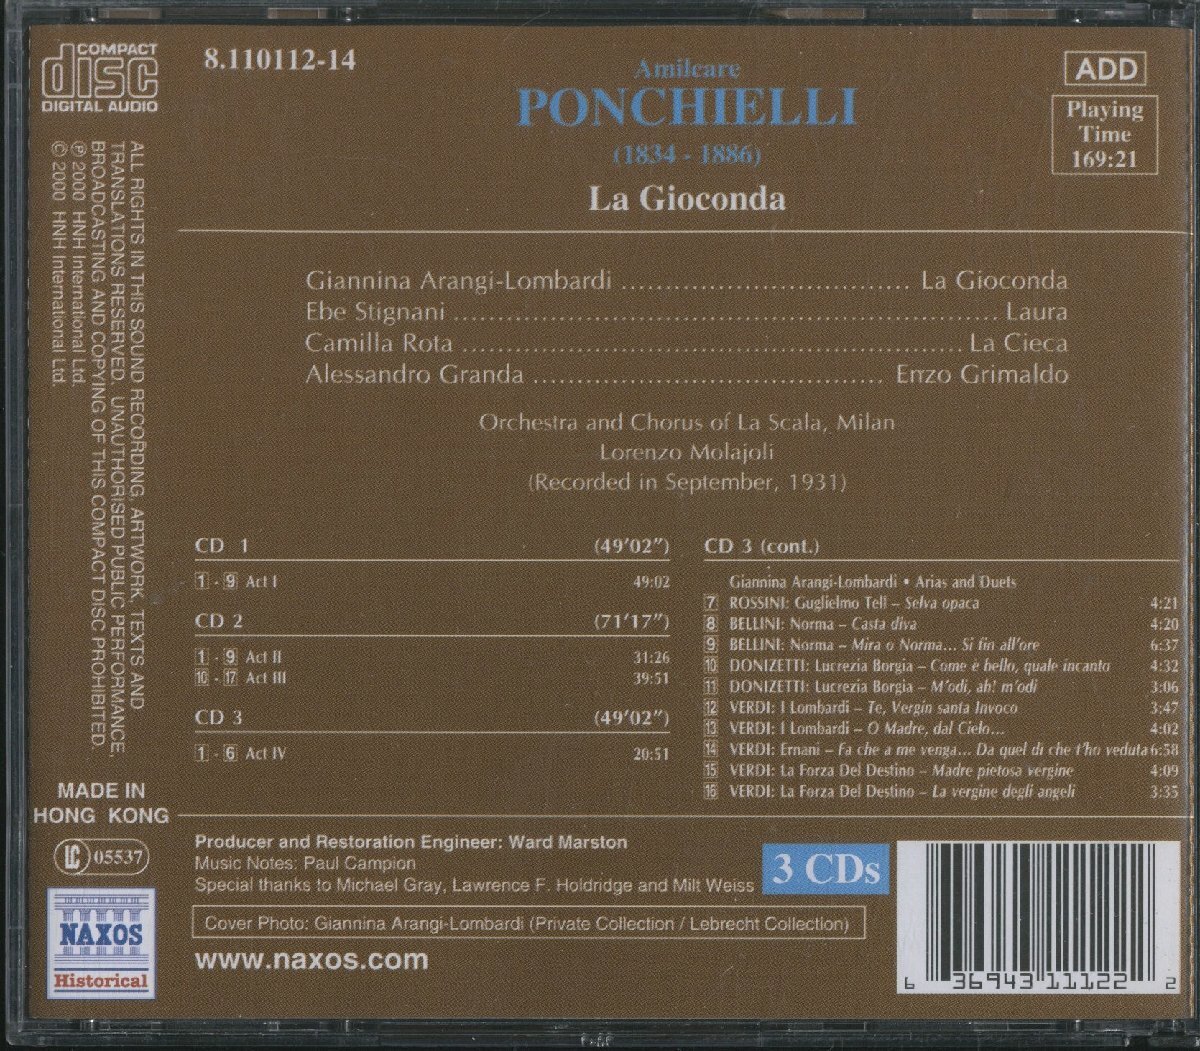 COMPACT
disc
DIGITAL AUDIO
8.110112-14
Amilcare
PONCHIELLI
(1834 - 1886)
La Gioconda
ADD
Playing
Time
169:21
ALL RIGHTS IN THIS SOUND RECORDING, ARTWORK, TEXTS AND
TRANSLATIONS RESERVED. UNAUTHORISED PUBLIC PERFORMANCE,
BROADCASTING AND COPYING OF THIS COMPACT DISC PROHIBITED.
℗ 2000 HNH International Ltd.
© 2000 HNH International Ltd.
Giannina Arangi-Lombardi ................................. La Gioconda
Ebe Stignani ......................................................... Laura
Camilla Rota .................................................... La Cieca
Alessandro Granda ........................................ Enzo Grimaldo
Orchestra and Chorus of La Scala, Milan
Lorenzo Molajoli
(Recorded in September, 1931)
CD 1 (49'02")
1 - 9 Act I 49:02
CD 2 (71'17")
1 - 9 Act II 31:26
10 - 17 Act III 39:51
CD 3 (49'02")
1 - 6 Act IV 20:51
CD 3 (cont.)
Giannina Arangi-Lombardi • Arias and Duets
7 ROSSINI: Guglielmo Tell – Selva opaca 4:21
8 BELLINI: Norma – Casta diva 4:20
9 BELLINI: Norma – Mira o Norma... Si fin all'ore 6:37
10 DONIZETTI: Lucrezia Borgia – Come è bello, quale incanto 4:32
11 DONIZETTI: Lucrezia Borgia – M'odi, ah! m'odi 3:06
12 VERDI: I Lombardi – Te, Vergin santa Invoco 3:47
13 VERDI: I Lombardi – O Madre, dal Cielo... 4:02
14 VERDI: Ernani – Fa che a me venga... Da quel di che t'ho veduta 6:58
15 VERDI: La Forza Del Destino – Madre pietosa vergine 4:09
16 VERDI: La Forza Del Destino – La vergine degli angeli 3:35
MADE IN
HONG KONG
LC 05537
NAXOS
Historical
Producer and Restoration Engineer: Ward Marston
Music Notes: Paul Campion
Special thanks to Michael Gray, Lawrence F. Holdridge and Milt Weiss
3 CDs
Cover Photo: Giannina Arangi-Lombardi (Private Collection / Lebrecht Collection)
www.naxos.com
6 36943 11122 2